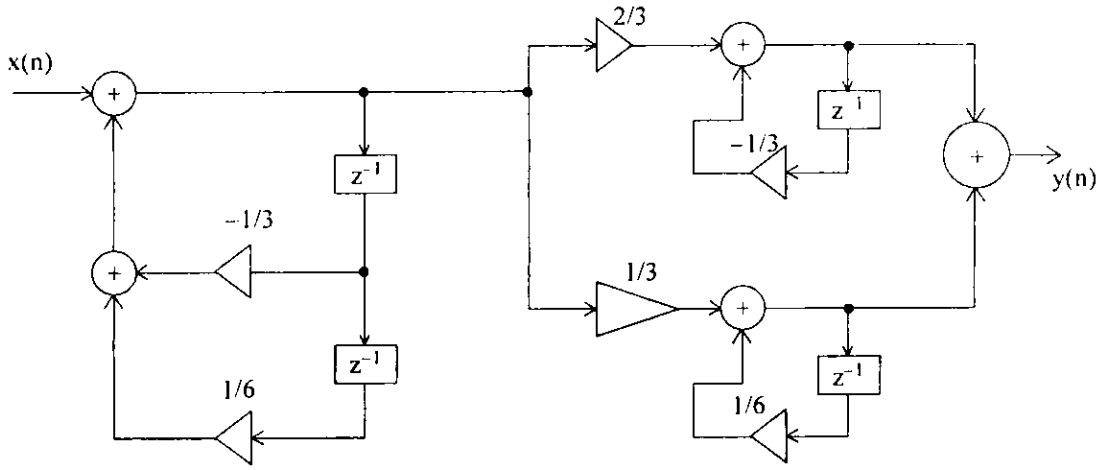 2/3
x(n)
+
+
z⁻¹
z⁻¹
-1/3
y(n)
+
-1/3
+
1/3
+
z⁻¹
1/6
z⁻¹
1/6